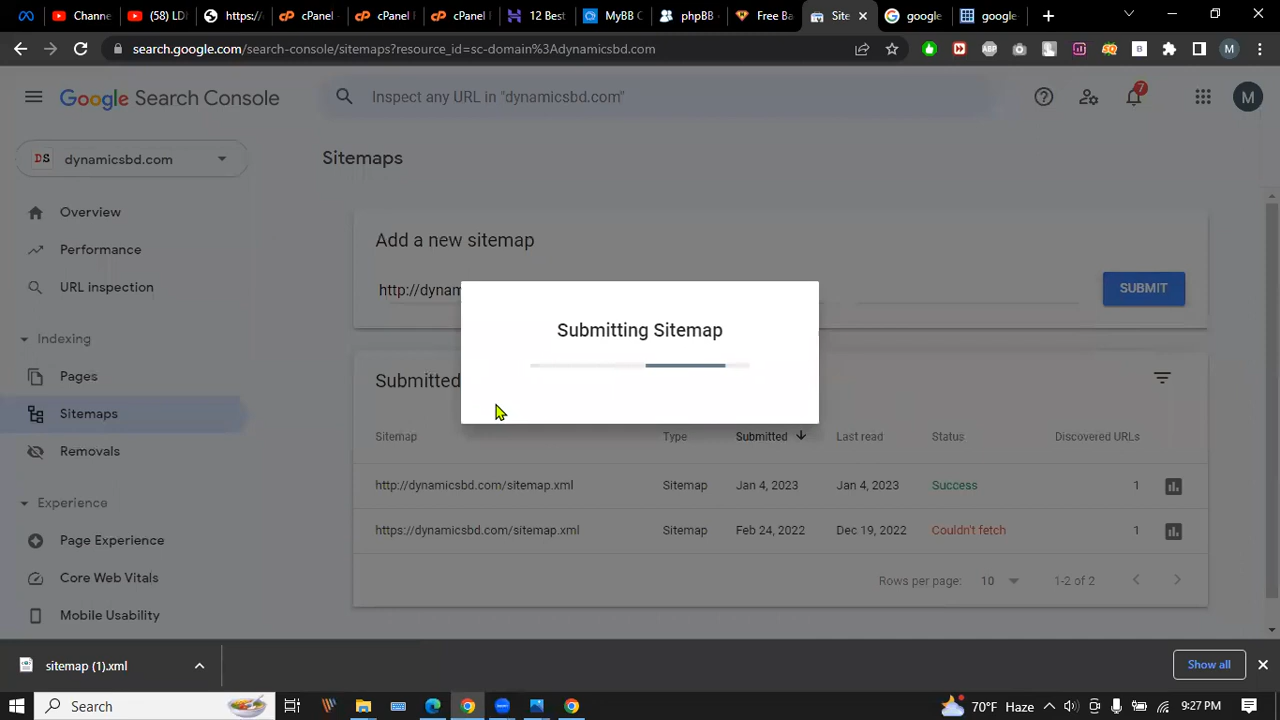 Channe
(58) LDI
https://
cPanel
cPanel F
cPanel l
12 Best
MyBB C
phpBB
Free Ba
Site
google
google
search.google.com/search-console/sitemaps?resource_id=sc-domain%3Adynamicsbd.com
M
Google Search Console
Inspect any URL in "dynamicsbd.com"
7
M
DS dynamicsbd.com
Sitemaps
Overview
Performance
URL inspection
Indexing
Pages
Sitemaps
Removals
Experience
Page Experience
Core Web Vitals
Mobile Usability
Add a new sitemap
http://dynam
SUBMIT
Submitting Sitemap
Submitted
Sitemap Type Submitted Last read Status Discovered URLs
http://dynamicsbd.com/sitemap.xml Sitemap Jan 4, 2023 Jan 4, 2023 Success 1
https://dynamicsbd.com/sitemap.xml Sitemap Feb 24, 2022 Dec 19, 2022 Couldn't fetch 1
Rows per page: 10 1-2 of 2
sitemap (1).xml
Show all
Search
70°F Haze
9:27 PM